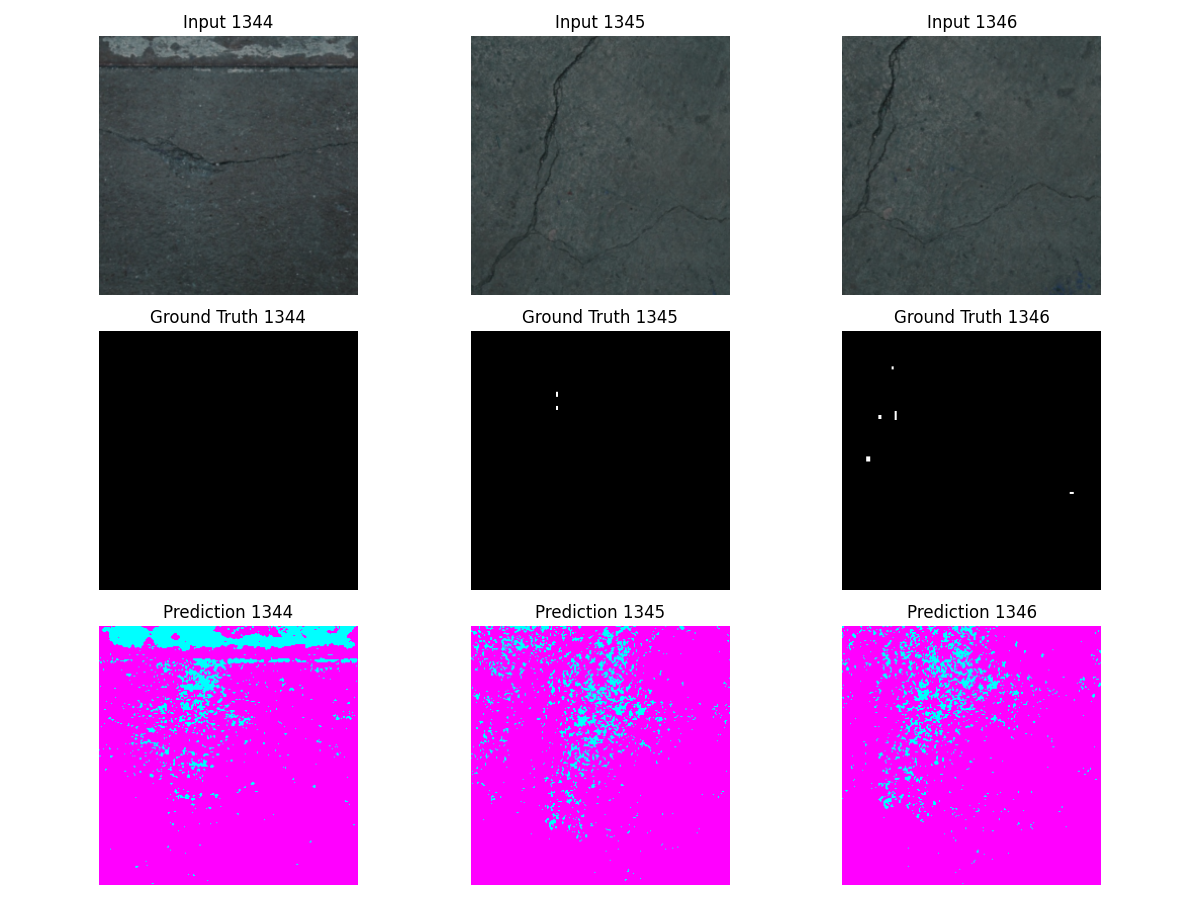 Input 1344
Input 1345
Input 1346
Ground Truth 1344
Ground Truth 1345
Ground Truth 1346
Prediction 1344
Prediction 1345
Prediction 1346